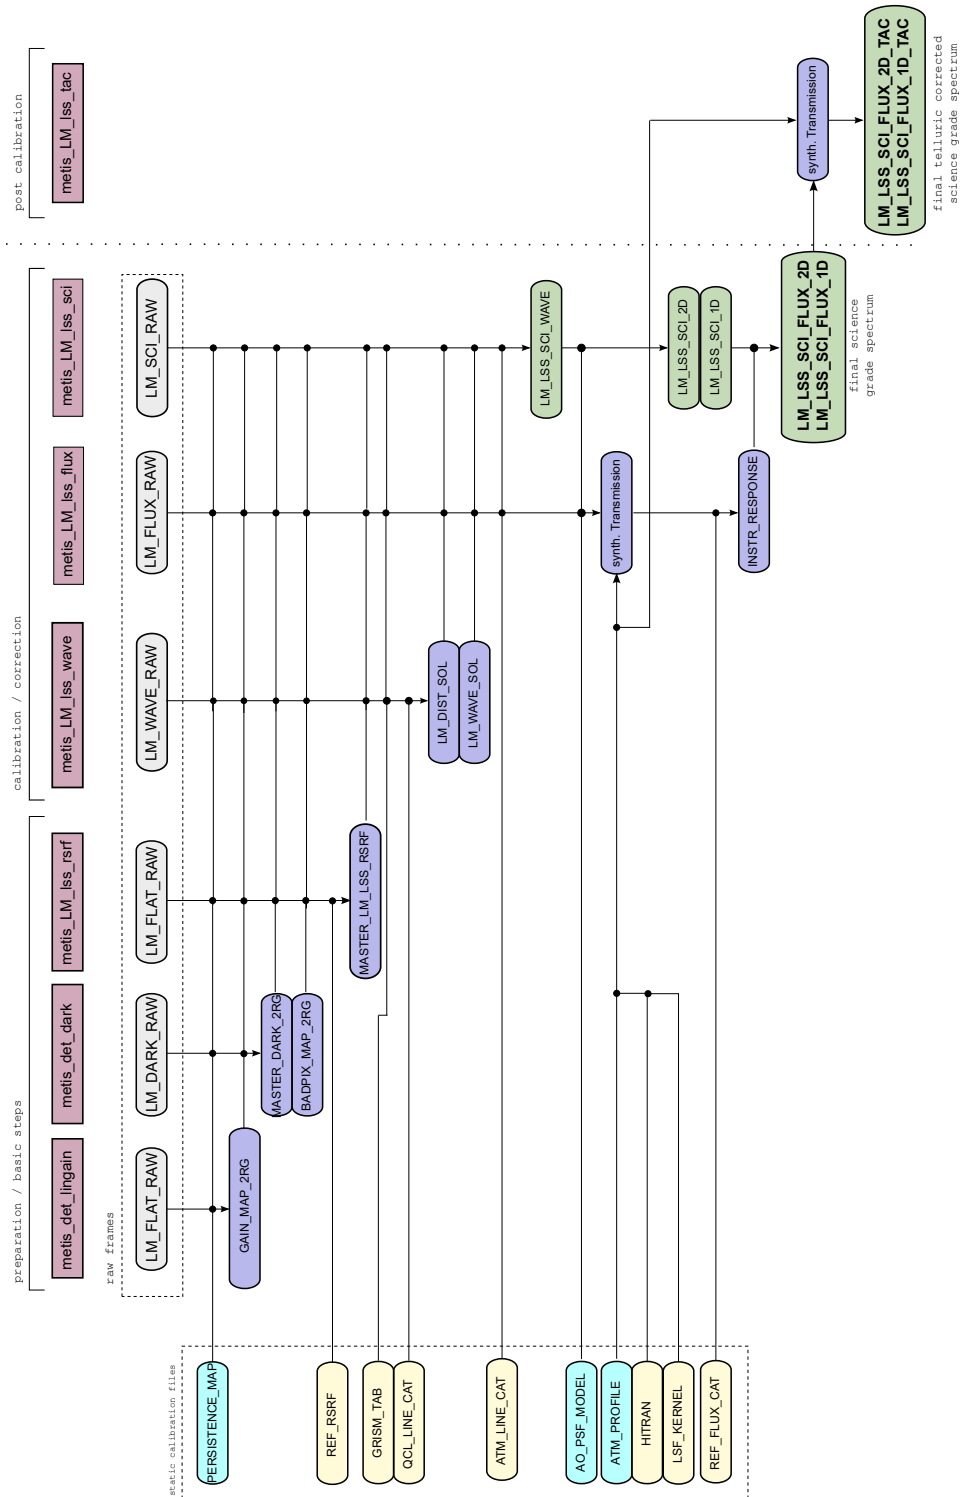 preparation / basic steps
calibration / correction
post calibration
metis_det_lingain
metis_det_dark
metis_LM_lss_rsrf
metis_LM_lss_wave
metis_LM_lss_flux
metis_LM_lss_sci
metis_LM_lss_tac
raw frames
LM_FLAT_RAW
LM_DARK_RAW
LM_FLAT_RAW
LM_WAVE_RAW
LM_FLUX_RAW
LM_SCI_RAW
static calibration files
PERSISTENCE_MAP
GAIN_MAP_2RG
MASTER_DARK_2RG
BADPIX_MAP_2RG
REF_RSRF
MASTER_LM_LSS_RSRF
GRISM_TAB
QCL_LINE_CAT
LM_DIST_SOL
LM_WAVE_SOL
ATM_LINE_CAT
LM_LSS_SCI_WAVE
AO_PSF_MODEL
ATM_PROFILE
synth. Transmission
HITRAN
LSF_KERNEL
LM_LSS_SCI_2D
LM_LSS_SCI_1D
REF_FLUX_CAT
INSTR_RESPONSE
LM_LSS_SCI_FLUX_2D
LM_LSS_SCI_FLUX_1D
final science
grade spectrum
synth. Transmission
LM_LSS_SCI_FLUX_2D_TAC
LM_LSS_SCI_FLUX_1D_TAC
final telluric corrected
science grade spectrum